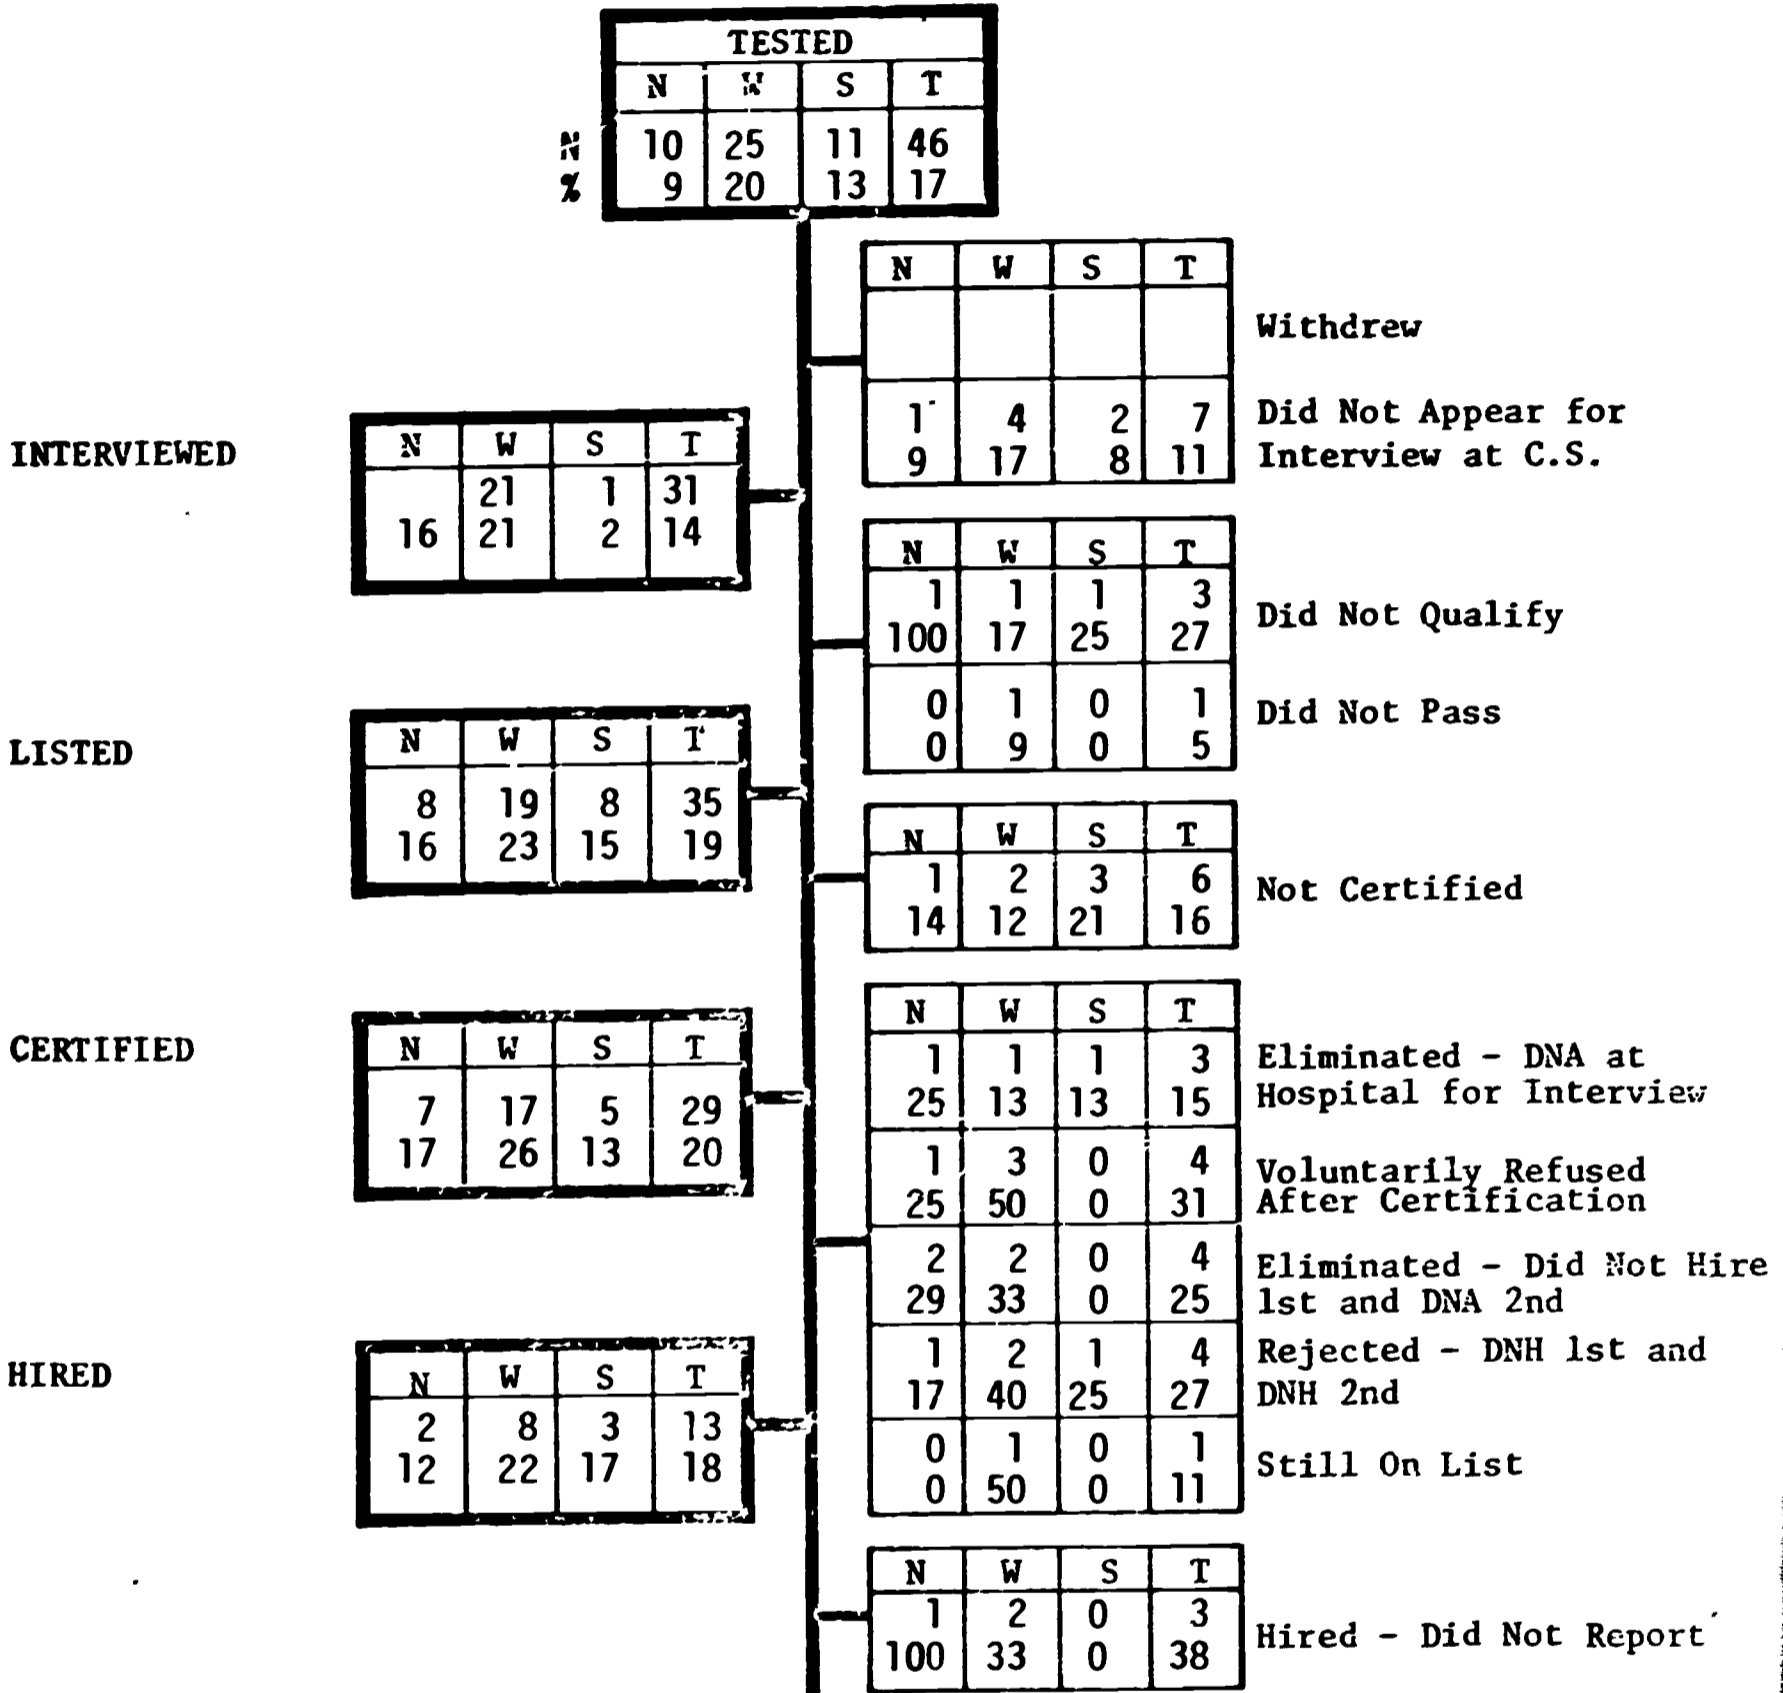 TESTED
N W S T
N 10 25 11 46
% 9 20 13 17
N W S T
Withdrew
1 4 2 7 Did Not Appear for
9 17 8 11 Interview at C.S.
INTERVIEWED
N W S T
21 1 31
16 21 2 14
N W S T
1 1 1 3
100 17 25 27
Did Not Qualify
0 1 0 1
0 9 0 5
Did Not Pass
LISTED
N W S T
8 19 8 35
16 23 15 19
N W S T
1 2 3 6
14 12 21 16
Not Certified
CERTIFIED
N W S T
7 17 5 29
17 26 13 20
N W S T
1 1 1 3 Eliminated - DNA at
25 13 13 15 Hospital for Interview
1 3 0 4 Voluntarily Refused
25 50 0 31 After Certification
2 2 0 4 Eliminated - Did Not Hire
29 33 0 25 1st and DNA 2nd
1 2 1 4 Rejected - DNH 1st and
17 40 25 27 DNH 2nd
0 1 0 1
0 50 0 11
Still On List
HIRED
N W S T
2 8 3 13
12 22 17 18
N W S T
1 2 0 3
100 33 0 38
Hired - Did Not Report